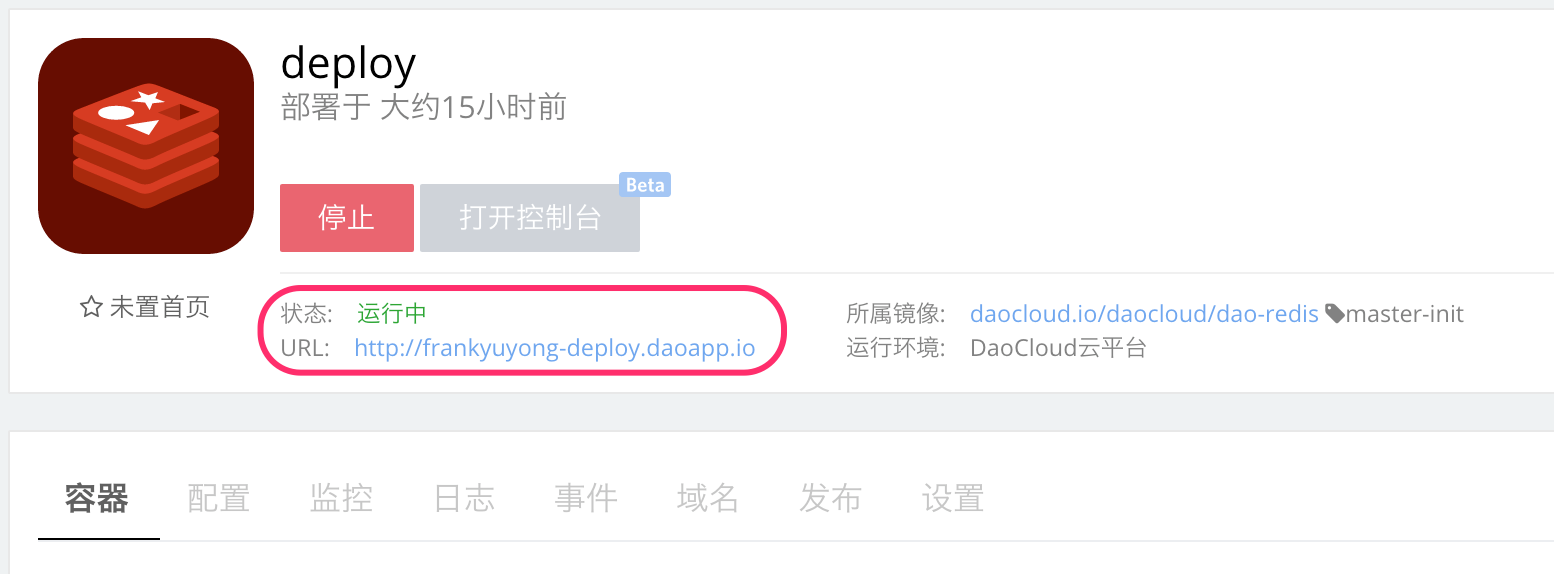 deploy
部署于 大约15小时前
停止
打开控制台
Beta
未置首页
状态: 运行中
URL: http://frankyuyong-deploy.daoapp.io
所属镜像: daocloud.io/daocloud/dao-redis master-init
运行环境: DaoCloud云平台
容器 配置 监控 日志 事件 域名 发布 设置